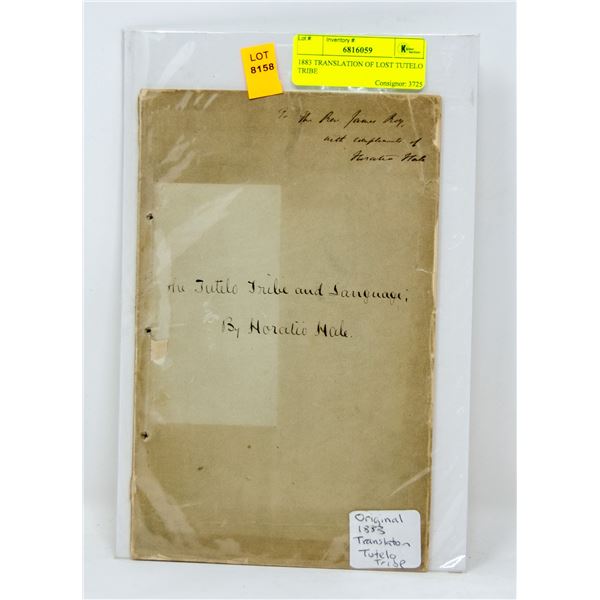 LOT
8158
Lot #: Inventory #:
6816059
1883 TRANSLATION OF LOST TUTELO
TRIBE
Consignor: 3725
To the Rev James Roy,
with compliments of
Horatio Hale
The Tutelo Tribe and Language;
By Horatio Hale.
Original
1883
Translation
Tutelo
Tribe